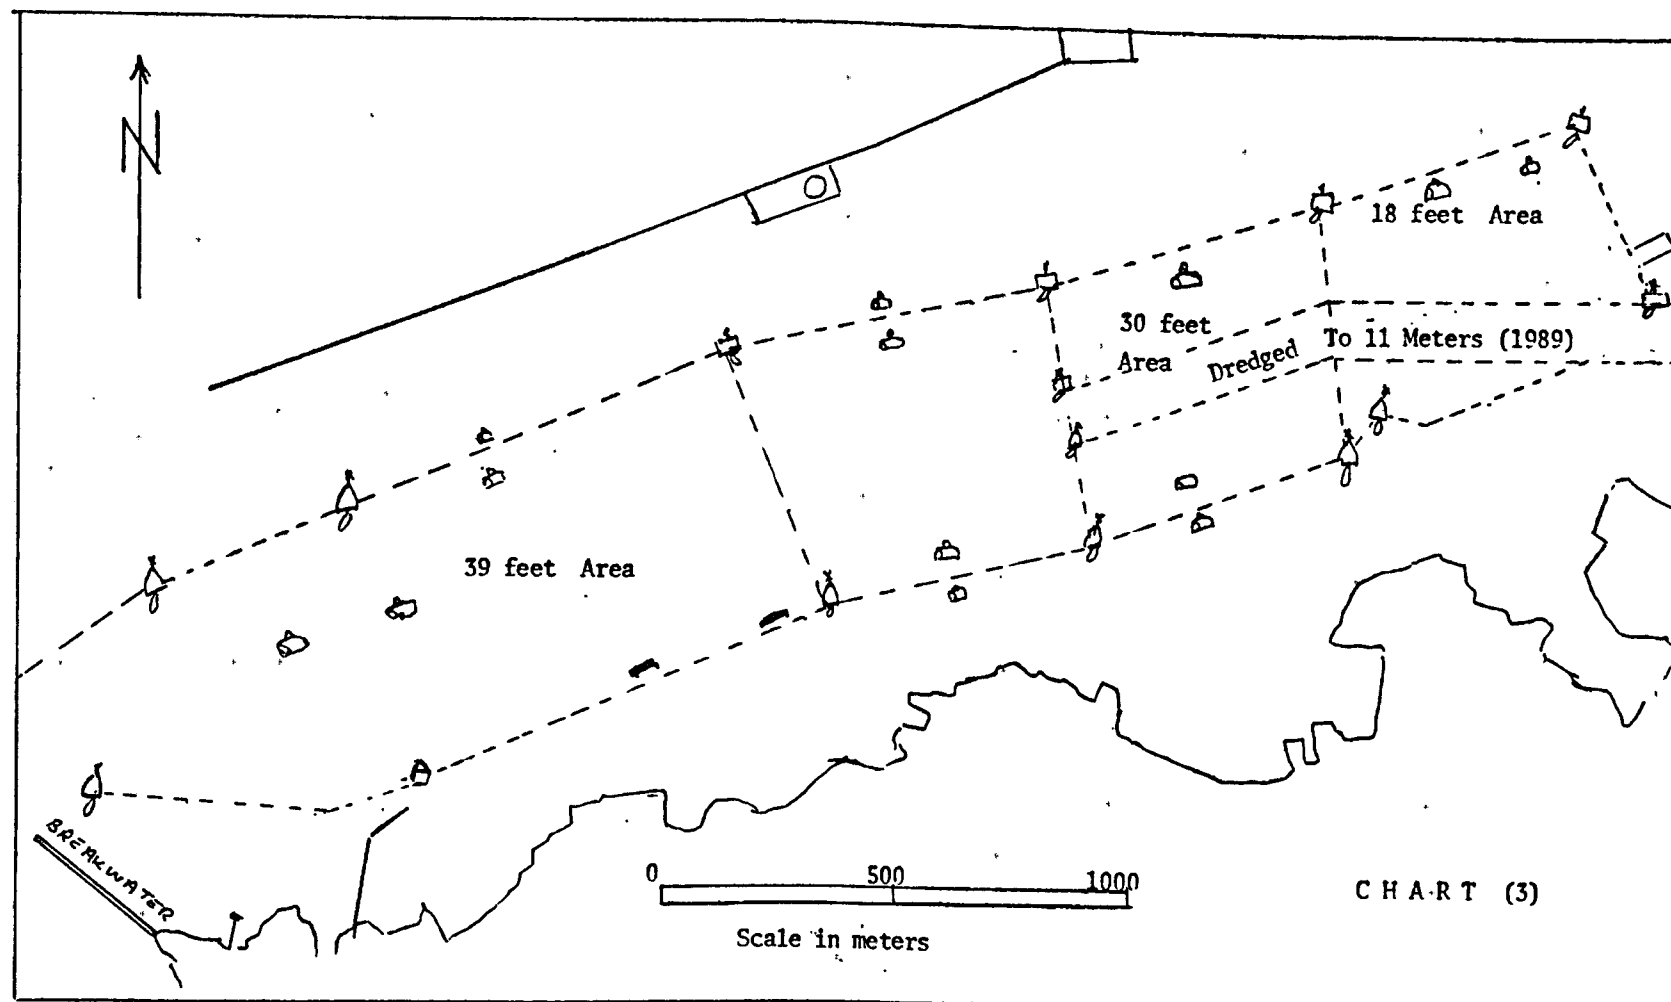 N
18 feet Area
30 feet
Area
Dredged To 11 Meters (1989)
39 feet Area
BREAKWATER
0 500 1000
Scale in meters
CHART (3)